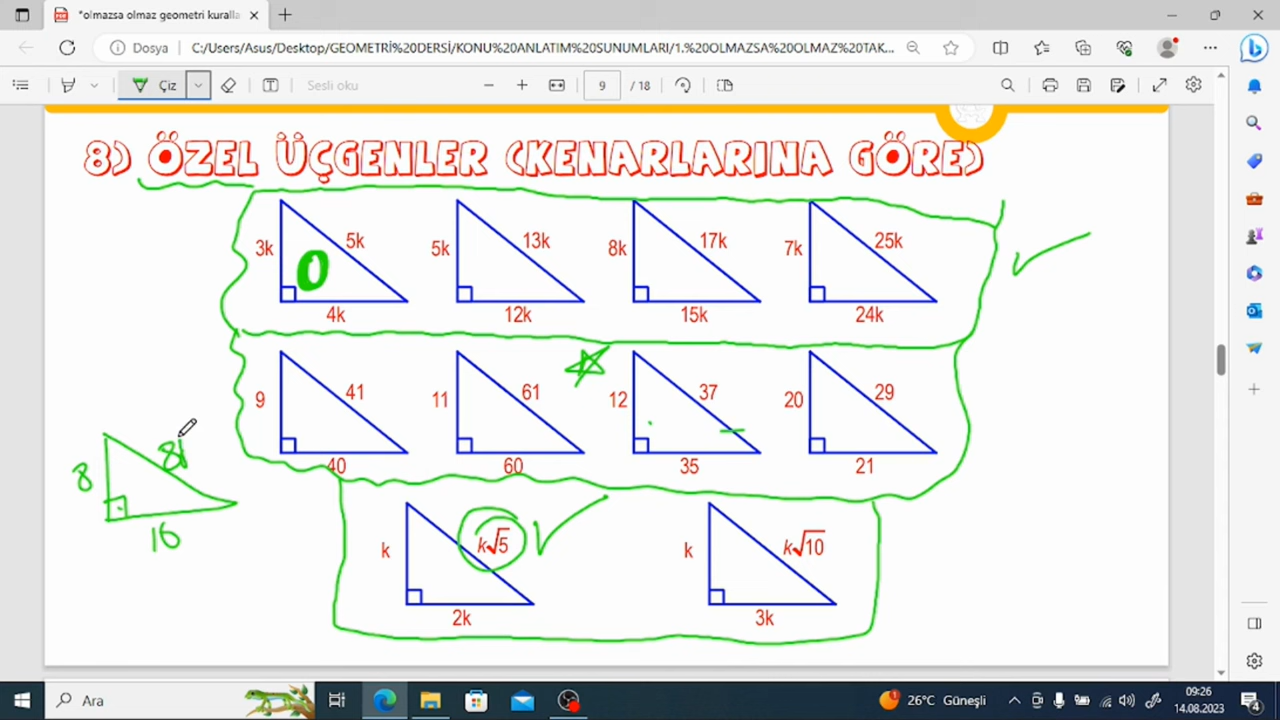 *olmazsa olmaz geometri kuralla
Dosya C:/Users/Asus/Desktop/GEOMETRİ%20DERSİ/KONU%20ANLATIM%20SUNUMLARI/1.%20OLMAZSA%20OLMAZ%20TAK...
Çiz Sesli oku 9 / 18
8) ÖZEL ÜÇGENLER (KENARLARINA GÖRE)
3k 5k 5k 13k 8k 17k 7k 25k
4k 12k 15k 24k
9 41 11 61 12 37 20 29
40 60 35 21
8 8
16
k k√5 k k√10
2k 3k
Ara
26°C Güneşli
09:26
14.08.2023
4